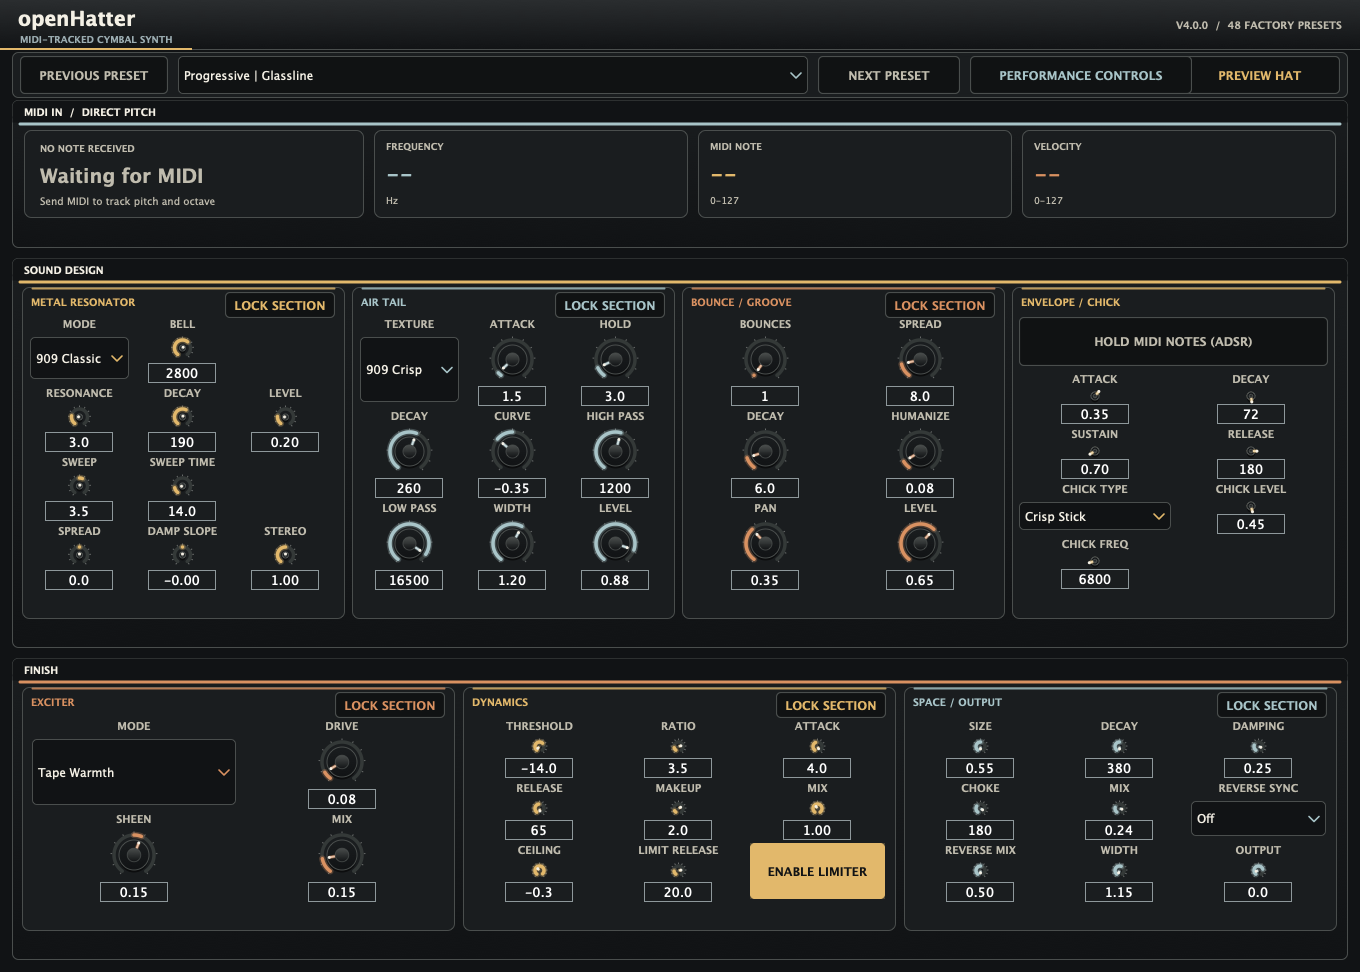 openHatter
MIDI-TRACKED CYMBAL SYNTH
V4.0.0 / 48 FACTORY PRESETS
PREVIOUS PRESET
Progressive | Glassline
NEXT PRESET
PERFORMANCE CONTROLS
PREVIEW HAT
MIDI IN / DIRECT PITCH
NO NOTE RECEIVED
Waiting for MIDI
Send MIDI to track pitch and octave
FREQUENCY
--
Hz
MIDI NOTE
--
0-127
VELOCITY
--
0-127
SOUND DESIGN
METAL RESONATOR
LOCK SECTION
MODE
BELL
909 Classic
2800
RESONANCE
DECAY
LEVEL
3.0
190
0.20
SWEEP
SWEEP TIME
3.5
14.0
SPREAD
DAMP SLOPE
STEREO
0.0
-0.00
1.00
AIR TAIL
LOCK SECTION
TEXTURE
ATTACK
HOLD
909 Crisp
1.5
3.0
DECAY
CURVE
HIGH PASS
260
-0.35
1200
LOW PASS
WIDTH
LEVEL
16500
1.20
0.88
BOUNCE / GROOVE
LOCK SECTION
BOUNCES
SPREAD
1
8.0
DECAY
HUMANIZE
6.0
0.08
PAN
LEVEL
0.35
0.65
ENVELOPE / CHICK
HOLD MIDI NOTES (ADSR)
ATTACK
DECAY
0.35
72
SUSTAIN
RELEASE
0.70
180
CHICK TYPE
CHICK LEVEL
Crisp Stick
0.45
CHICK FREQ
6800
FINISH
EXCITER
LOCK SECTION
MODE
DRIVE
Tape Warmth
0.08
SHEEN
MIX
0.15
0.15
DYNAMICS
LOCK SECTION
THRESHOLD
RATIO
ATTACK
-14.0
3.5
4.0
RELEASE
MAKEUP
MIX
65
2.0
1.00
CEILING
LIMIT RELEASE
ENABLE LIMITER
-0.3
20.0
SPACE / OUTPUT
LOCK SECTION
SIZE
DECAY
DAMPING
0.55
380
0.25
CHOKE
MIX
REVERSE SYNC
180
0.24
Off
REVERSE MIX
WIDTH
OUTPUT
0.50
1.15
0.0